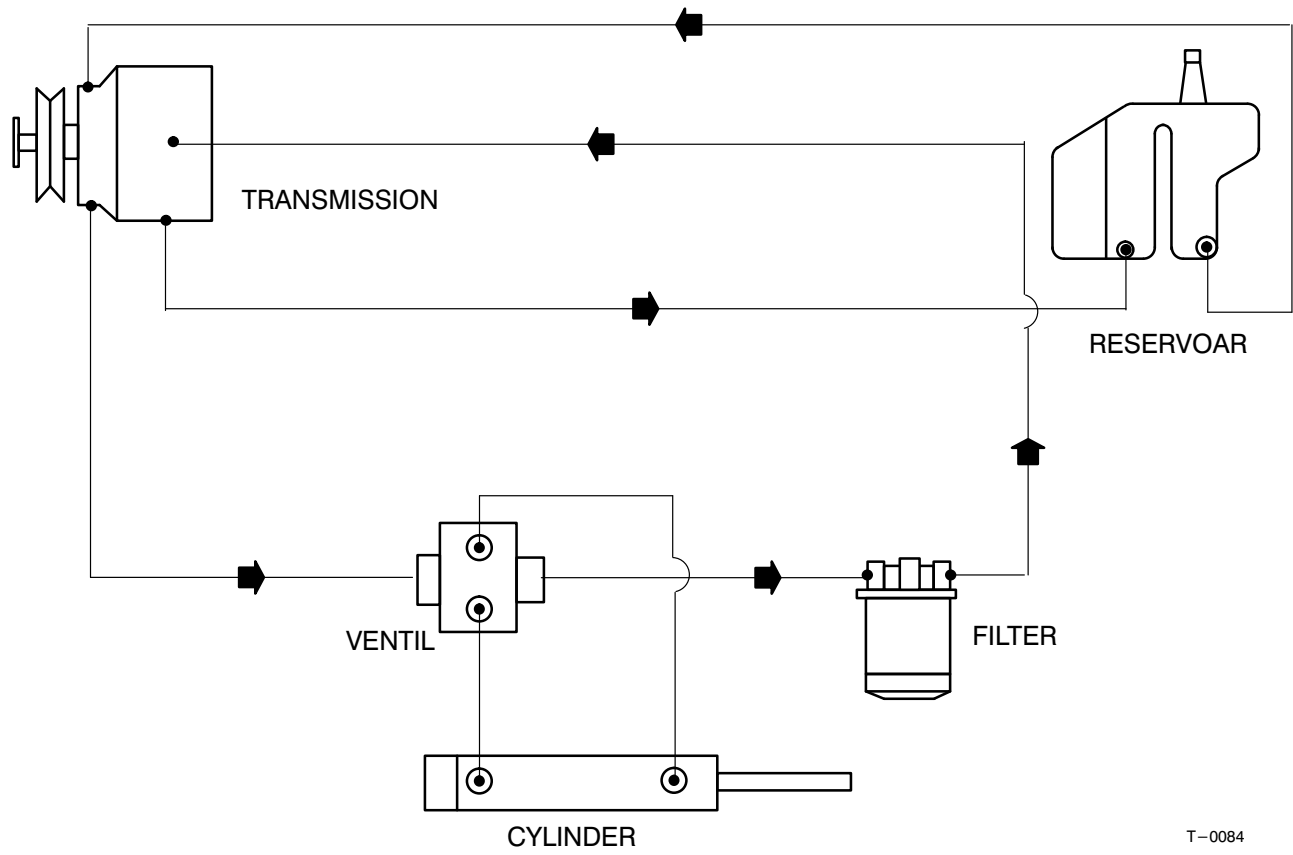 TRANSMISSION
RESERVOAR
VENTIL
FILTER
CYLINDER
T−0084